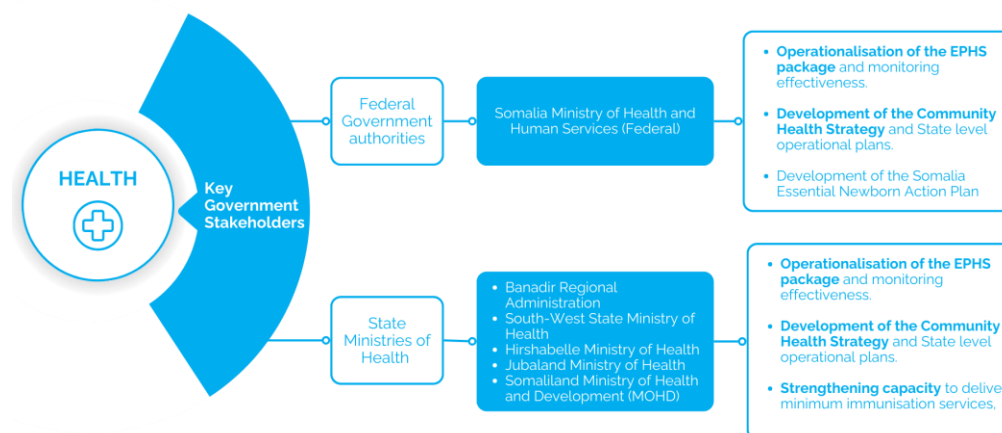 HEALTH
Key
Government
Stakeholders
Federal
Government
authorities
Somalia Ministry of Health and
Human Services (Federal)
• Operationalisation of the EPHS
package and monitoring
effectiveness.
• Development of the Community
Health Strategy and State level
operational plans.
• Development of the Somalia
Essential Newborn Action Plan
State
Ministries of
Health
• Banadir Regional
Administration
• South-West State Ministry of
Health
• Hirshabelle Ministry of Health
• Jubaland Ministry of Health
• Somaliland Ministry of Health
and Development (MOHD)
• Operationalisation of the EPHS
package and monitoring
effectiveness.
• Development of the Community
Health Strategy and State level
operational plans.
• Strengthening capacity to delive
minimum immunisation services,